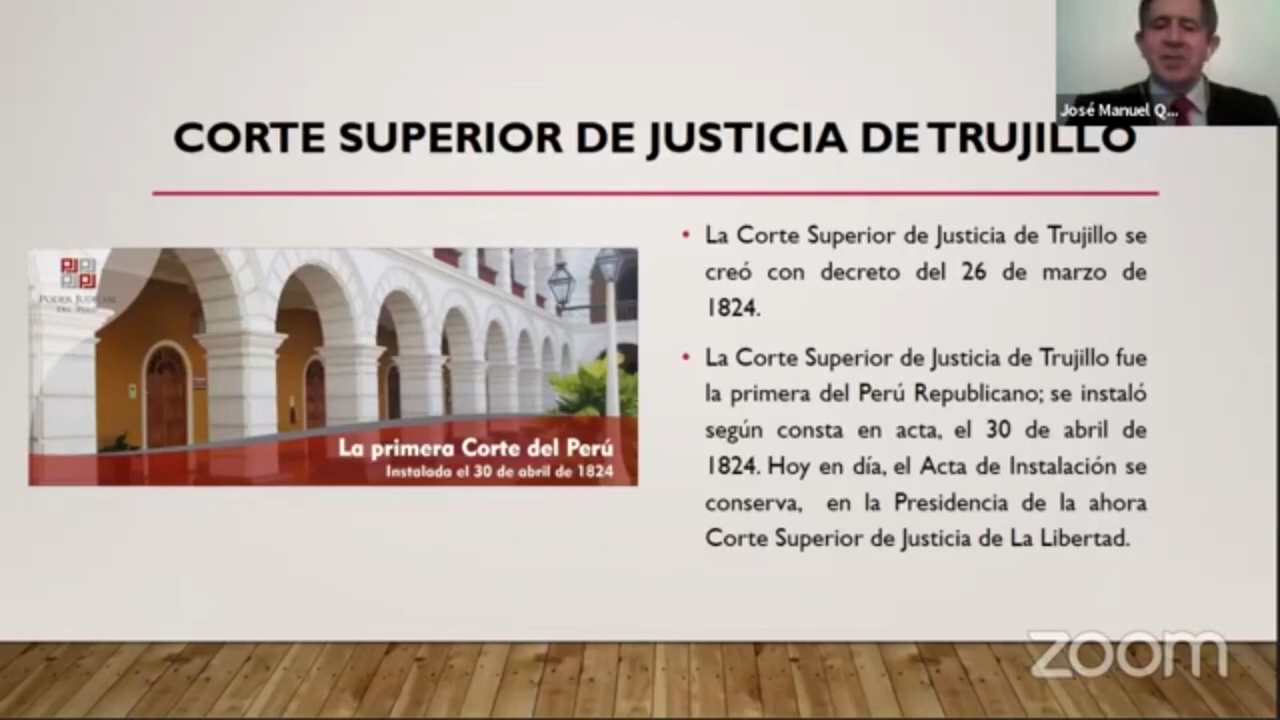 José Manuel Q...
CORTE SUPERIOR DE JUSTICIA DE TRUJILLO
PODER JUDICIAL
DEL PERÚ
La primera Corte del Perú
Instalada el 30 de abril de 1824
• La Corte Superior de Justicia de Trujillo se
creó con decreto del 26 de marzo de
1824.
• La Corte Superior de Justicia de Trujillo fue
la primera del Perú Republicano; se instaló
según consta en acta, el 30 de abril de
1824. Hoy en día, el Acta de Instalación se
conserva, en la Presidencia de la ahora
Corte Superior de Justicia de La Libertad.
zoom